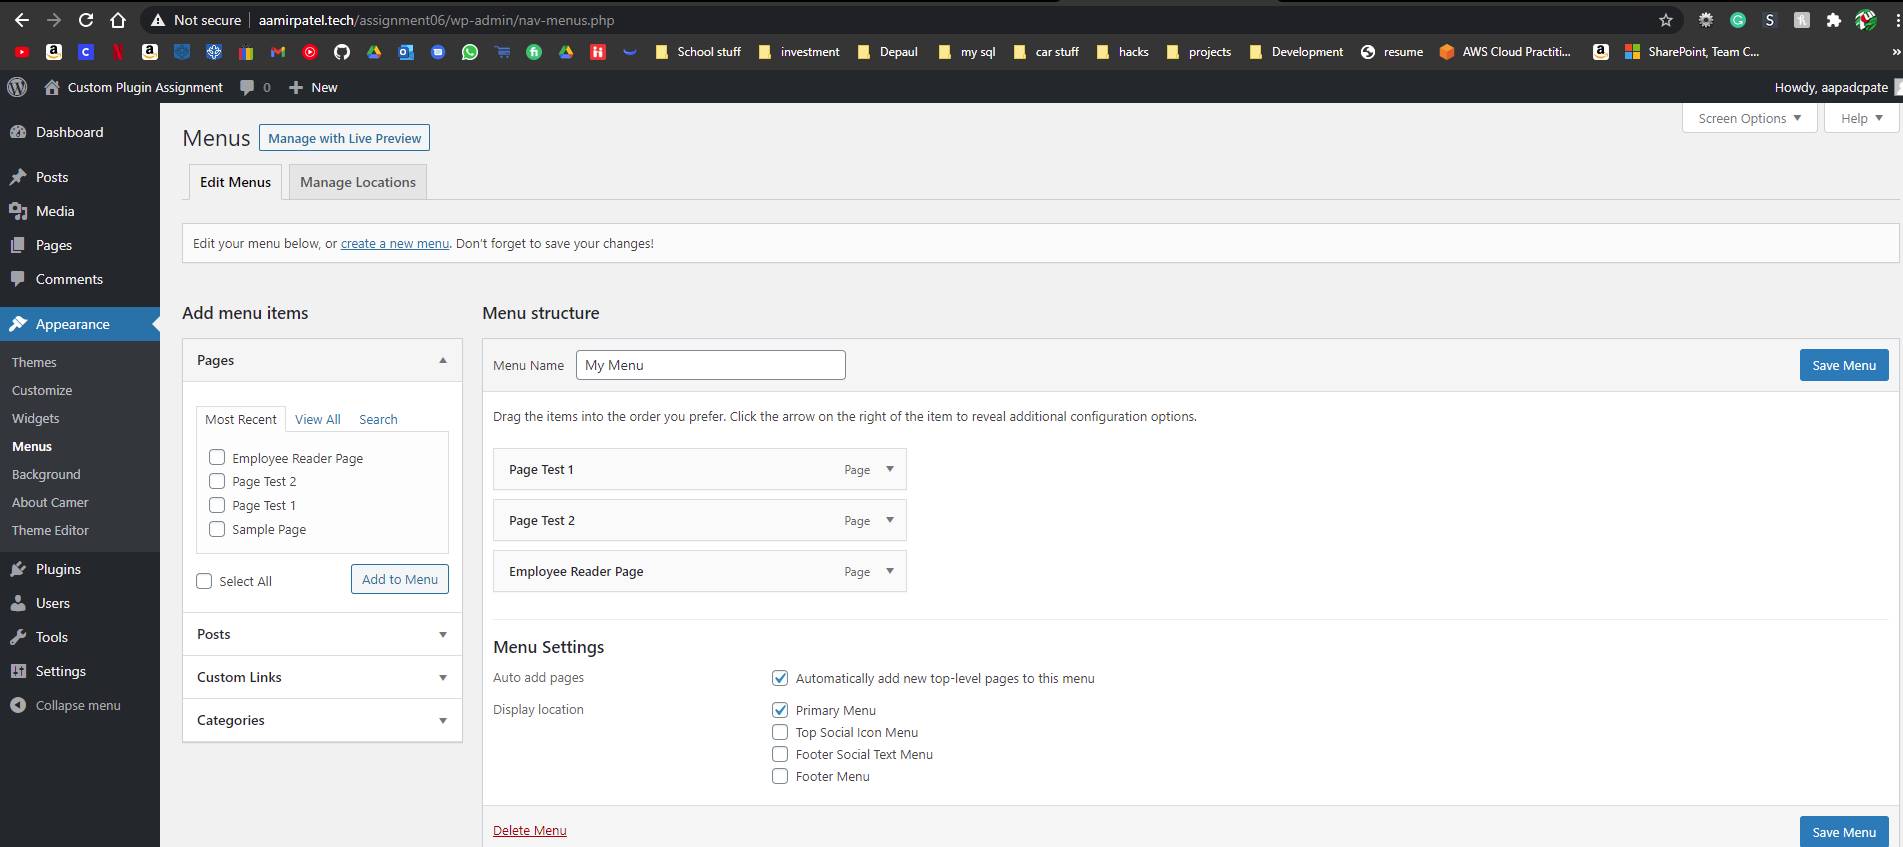 Not secure aamirpatel.tech/assignment06/wp-admin/nav-menus.php
School stuff investment Depaul my sql car stuff hacks projects Development resume AWS Cloud Practiti... SharePoint, Team C... »
Custom Plugin Assignment 0 + New Howdy, aapadcpate
Screen Options Help
Dashboard
Posts
Media
Pages
Comments
Appearance
Themes
Customize
Widgets
Menus
Background
About Camer
Theme Editor
Plugins
Users
Tools
Settings
Collapse menu
Menus Manage with Live Preview
Edit Menus Manage Locations
Edit your menu below, or create a new menu. Don't forget to save your changes!
Add menu items
Pages
Most Recent View All Search
Employee Reader Page
Page Test 2
Page Test 1
Sample Page
Select All Add to Menu
Posts
Custom Links
Categories
Menu structure
Menu Name My Menu Save Menu
Drag the items into the order you prefer. Click the arrow on the right of the item to reveal additional configuration options.
Page Test 1 Page
Page Test 2 Page
Employee Reader Page Page
Menu Settings
Auto add pages Automatically add new top-level pages to this menu
Display location Primary Menu
Top Social Icon Menu
Footer Social Text Menu
Footer Menu
Delete Menu Save Menu